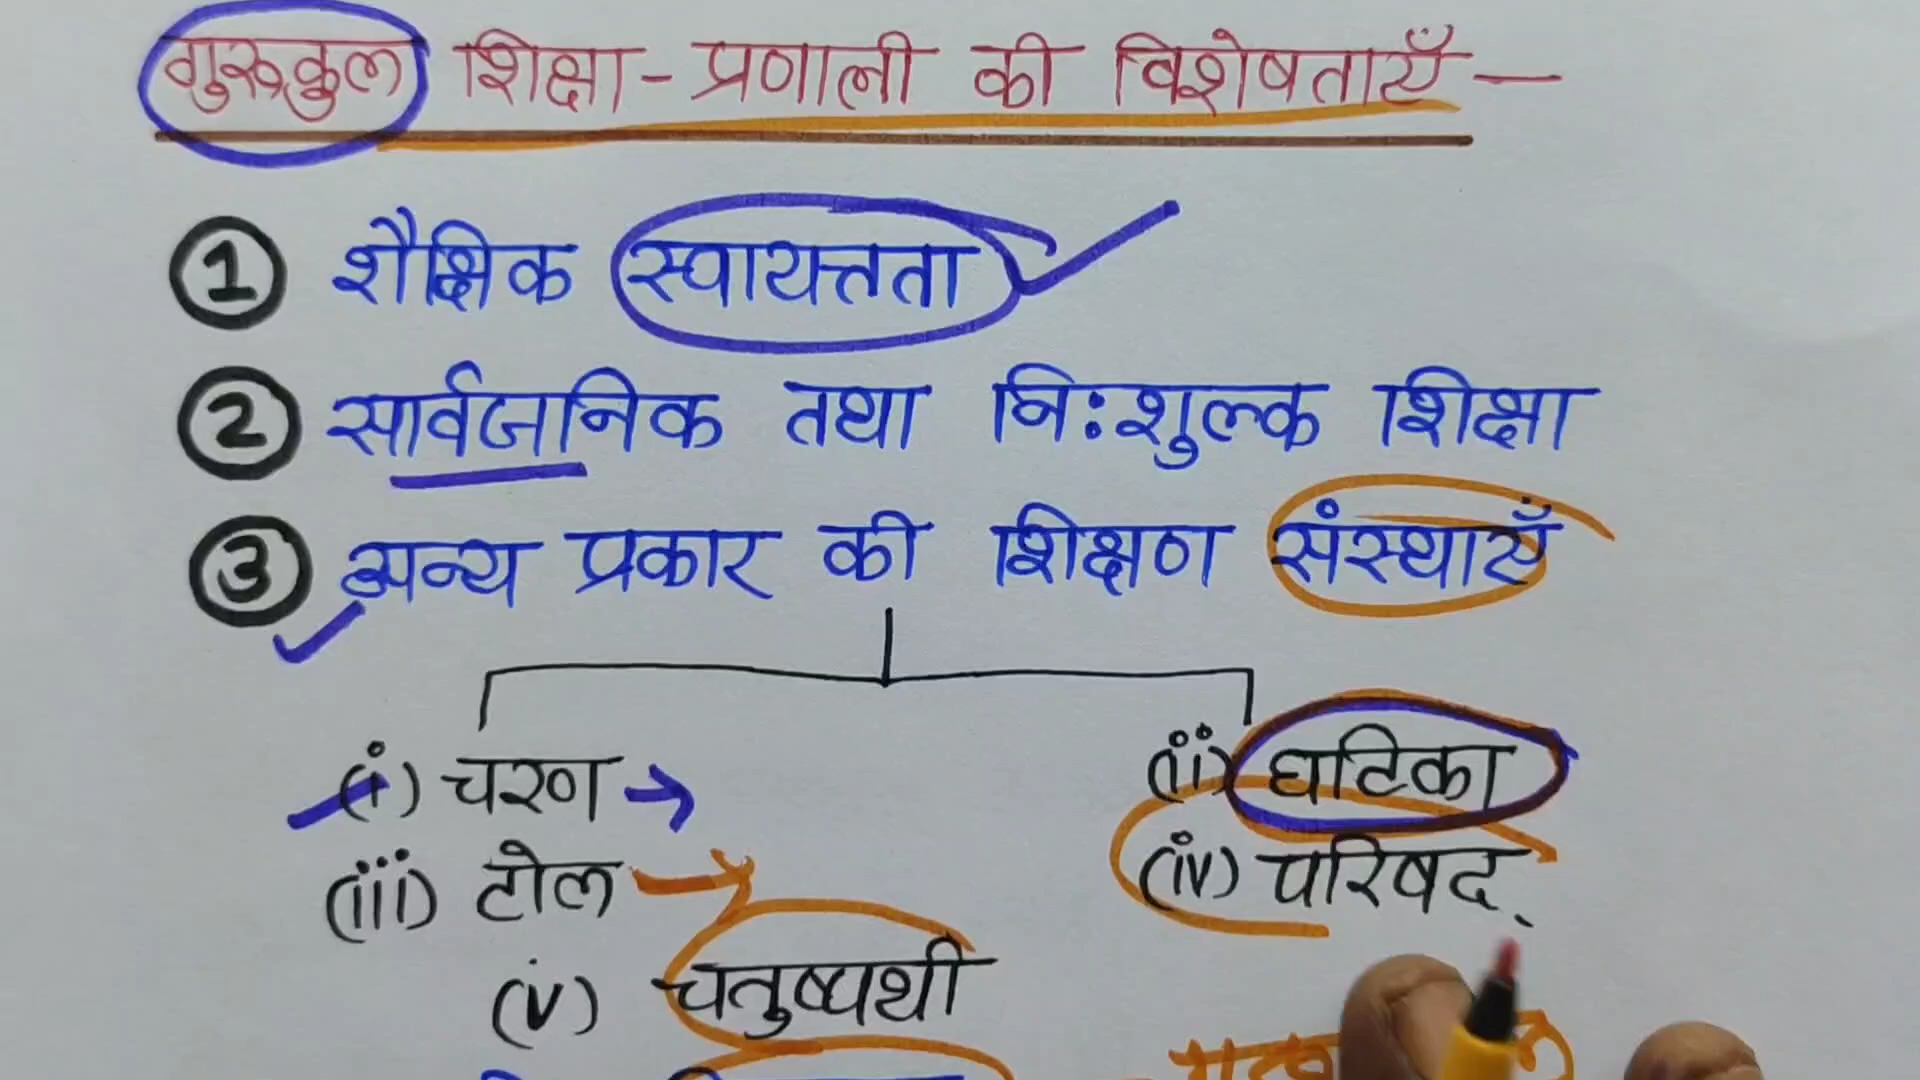 गुरुकुल शिक्षा-प्रणाली की विशेषताएँ —
1 शैक्षिक स्वायत्तता
2 सार्वजानिक तथा नि:शुल्क शिक्षा
3 अन्य प्रकार की शिक्षण संस्थाएँ
(i) चरण → (ii) घटिका
(iii) टोल → (iv) परिषद्
(v) चतुष्पथी